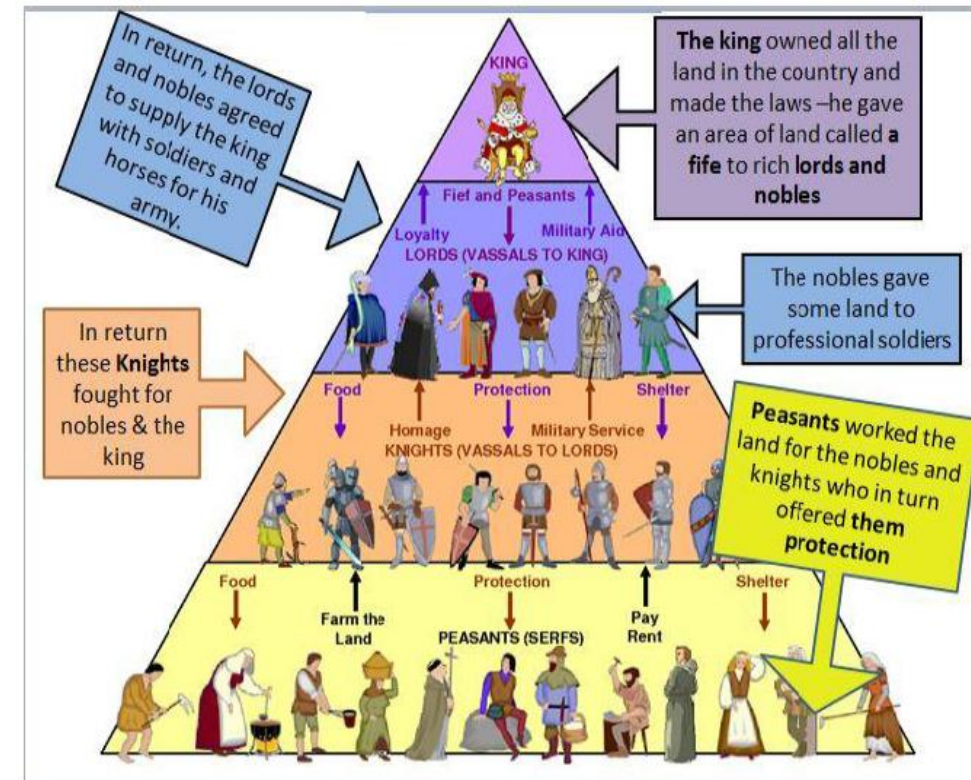 In return, the lords
and nobles agreed
to supply the king
with soldiers and
horses for his
army.
The king owned all the
land in the country and
made the laws –he gave
an area of land called a
fife to rich lords and
nobles
KING
Fief and Peasants
Loyalty
Military Aid
LORDS (VASSALS TO KING)
The nobles gave
some land to
professional soldiers
In return
these Knights
fought for
nobles & the
king
Food
Protection
Shelter
Homage
Military Service
KNIGHTS (VASSALS TO LORDS)
Peasants worked the
land for the nobles and
knights who in turn
offered them
protection
Food
Protection
Shelter
Farm the
Land
Pay
Rent
PEASANTS (SERFS)